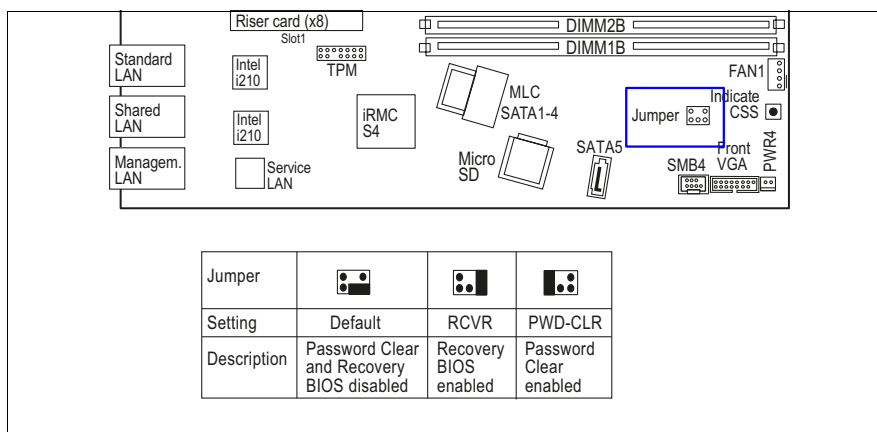 Riser card (x8)
Slot1
DIMM2B
DIMM1B
Standard
LAN
Intel
i210
TPM
FAN1
MLC
SATA1-4
Indicate
CSS
Shared
LAN
Intel
i210
iRMC
S4
Jumper
Managem.
LAN
Service
LAN
Micro
SD
SATA5
SMB4
Front
VGA
PWR4
Jumper
Setting
Default
RCVR
PWD-CLR
Description
Password Clear
and Recovery
BIOS disabled
Recovery
BIOS
enabled
Password
Clear
enabled